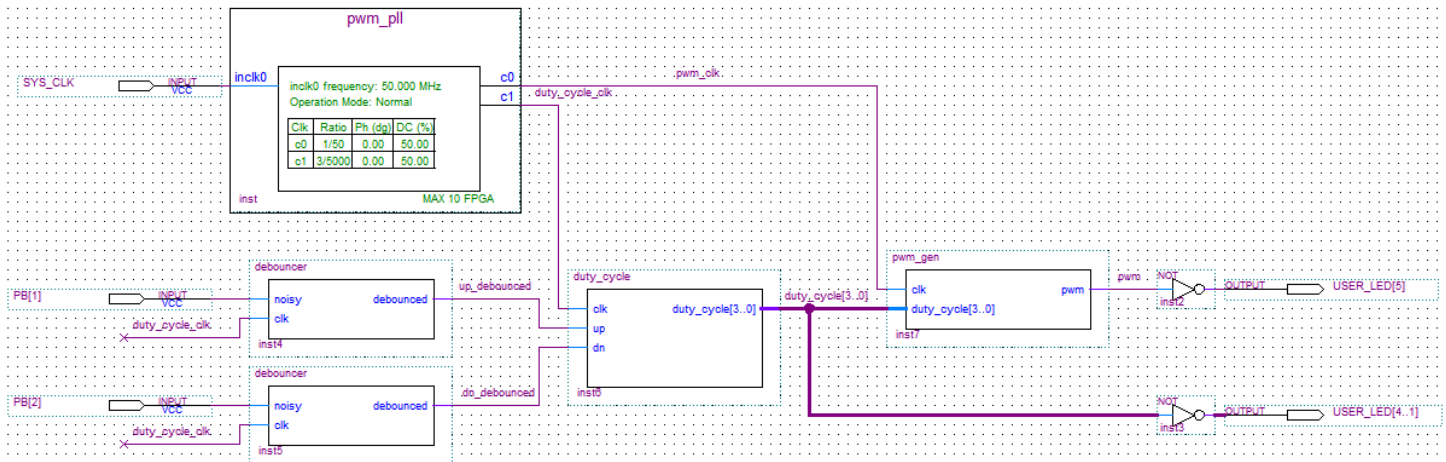 pwm_pll
SYS_CLK
INPUT
VCC
inclk0
inclk0 frequency: 50.000 MHz
Operation Mode: Normal
Clk Ratio Ph (dg) DC (%)
c0 1/50 0.00 50.00
c1 3/5000 0.00 50.00
c0
c1
inst
MAX 10 FPGA
pwm_clk
duty_cycle_clk
debouncer
PB[1]
INPUT
VCC
noisy
debounced
clk
duty_cycle_clk
inst4
up_debounced
debouncer
PB[2]
INPUT
VCC
noisy
debounced
clk
duty_cycle_clk
inst5
dn_debounced
duty_cycle
clk
up
dn
duty_cycle[3..0]
inst6
duty_cycle[3..0]
pwm_gen
clk
duty_cycle[3..0]
pwm
inst7
pwm
NOT
inst2
OUTPUT
USER_LED[5]
NOT
inst3
OUTPUT
USER_LED[4..1]